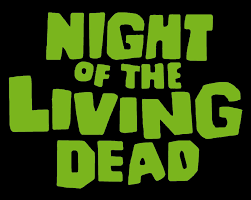 NIGHT
OF THE
LIVING
DEAD